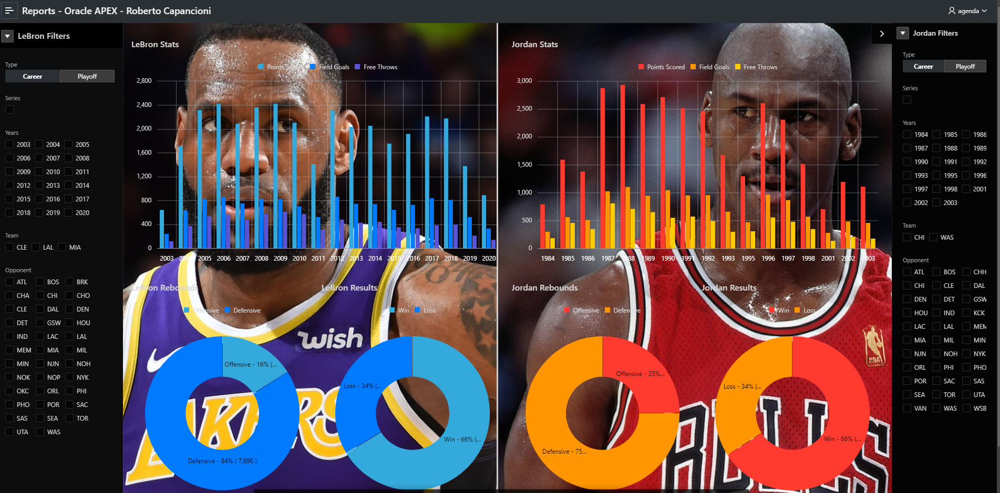 Reports - Oracle APEX - Roberto Capancioni
agenda
LeBron Filters
Type
Career Playoff
Series
Years
2003 2004 2005
2006 2007 2008
2009 2010 2011
2012 2013 2014
2015 2016 2017
2018 2019 2020
Team
CLE LAL MIA
Opponent
ATL BOS BRK
CHA CHI CHO
CLE DAL DEN
DET GSW HOU
IND LAC LAL
MEM MIA MIL
MIN NJN NOH
NOK NOP NYK
OKC ORL PHI
PHO POR SAC
SAS SEA TOR
UTA WAS
LeBron Stats
Points Scored Field Goals Free Throws
2,800
2,400
2,000
1,600
1,200
800
400
0
2003 2004 2005 2006 2007 2008 2009 2010 2011 2012 2013 2014 2015 2016 2017 2018 2019 2020
LeBron Rebounds
Offensive Defensive
Offensive - 16% (...
Defensive - 84% ( 7,896 )
LeBron Results
Win Loss
Loss - 34% (...
Win - 66% (...
wish
Jordan Stats
Points Scored Field Goals Free Throws
3,000
2,500
2,000
1,500
1,000
500
0
1984 1985 1986 1987 1988 1989 1990 1991 1992 1993 1995 1996 1997 1998 2001 2002 2003
Jordan Rebounds
Offensive Defensive
Offensive - 25%...
Defensive - 75...
Jordan Results
Win Loss
Loss - 34% (...
Win - 66% (...
NBA
Jordan Filters
Type
Career Playoff
Series
Years
1984 1985 1986
1987 1988 1989
1990 1991 1992
1993 1995 1996
1997 1998 2001
2002 2003
Team
CHI WAS
Opponent
ATL BOS CHH
CHI CLE DAL
DEN DET GSW
HOU IND KCK
LAC LAL MEM
MIA MIL MIN
NJN NOH NYK
ORL PHI PHO
POR SAC SAS
SEA TOR UTA
VAN WAS WSB